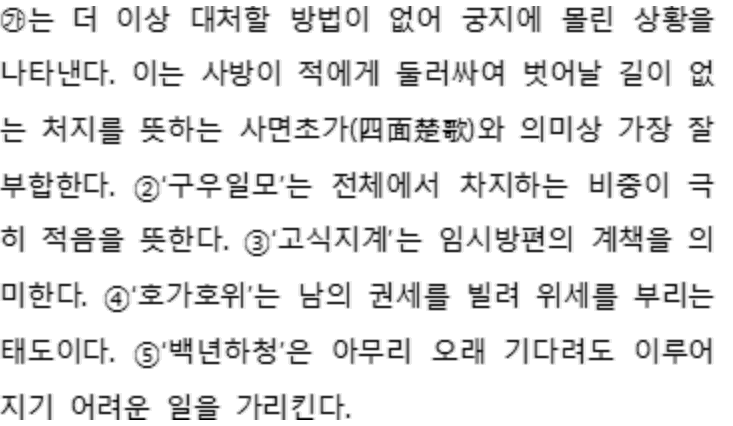 ㉮는 더 이상 대처할 방법이 없어 궁지에 몰린 상황을
나타낸다. 이는 사방이 적에게 둘러싸여 벗어날 길이 없
는 처지를 뜻하는 사면초가(四面楚歌)와 의미상 가장 잘
부합한다. ②‘구우일모’는 전체에서 차지하는 비중이 극
히 적음을 뜻한다. ③‘고식지계’는 임시방편의 계책을 의
미한다. ④‘호가호위’는 남의 권세를 빌려 위세를 부리는
태도이다. ⑤‘백년하청’은 아무리 오래 기다려도 이루어
지기 어려운 일을 가리킨다.